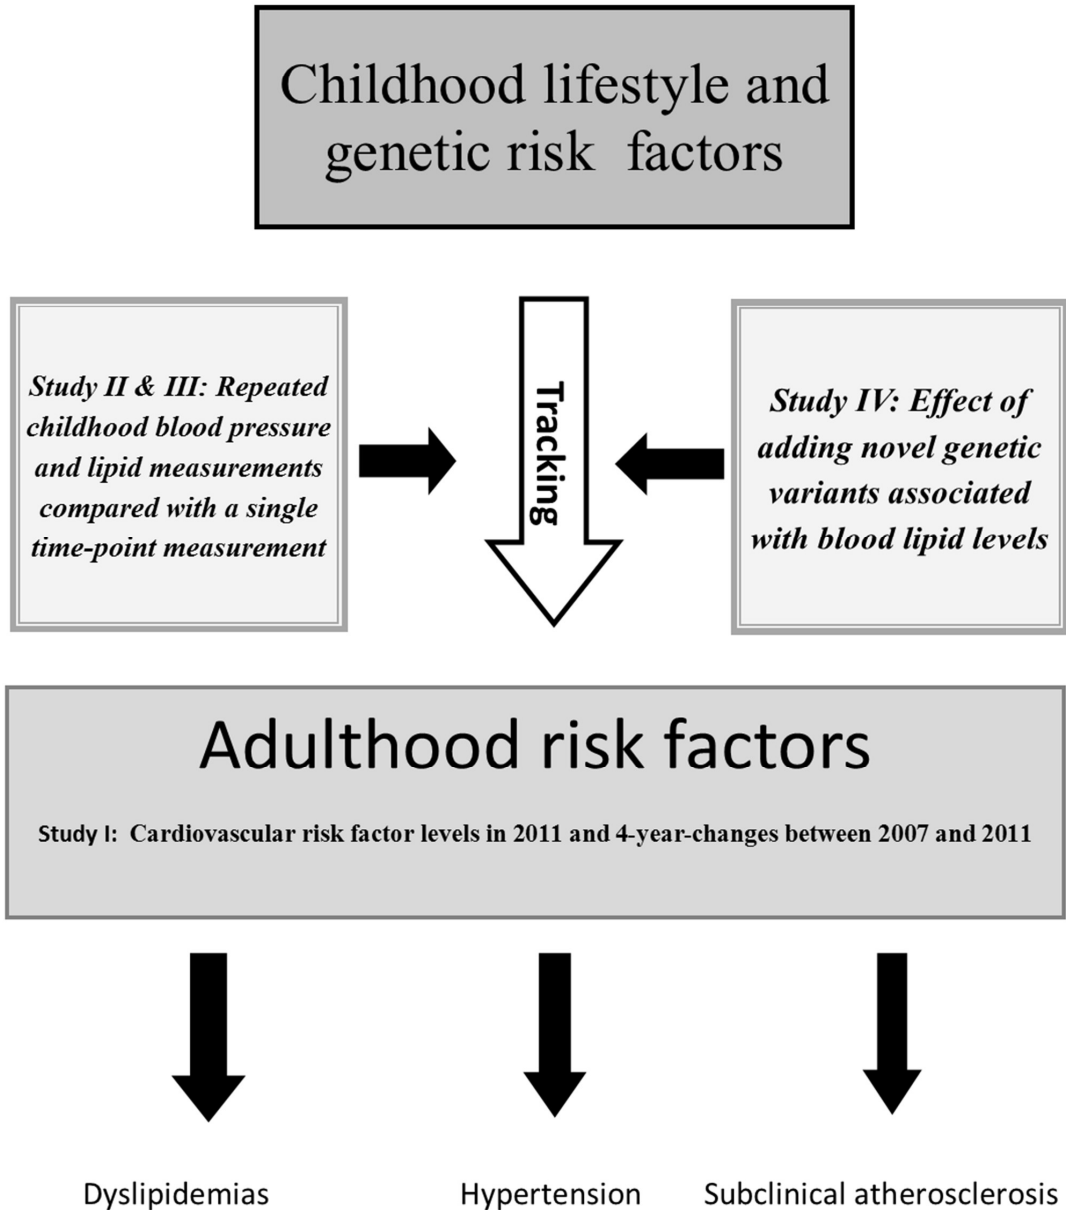 Childhood lifestyle and
genetic risk factors
Study II & III: Repeated
childhood blood pressure
and lipid measurements
compared with a single
time-point measurement
Tracking
Study IV: Effect of
adding novel genetic
variants associated
with blood lipid levels
Adulthood risk factors
Study I: Cardiovascular risk factor levels in 2011 and 4-year-changes between 2007 and 2011
Dyslipidemias
Hypertension
Subclinical atherosclerosis